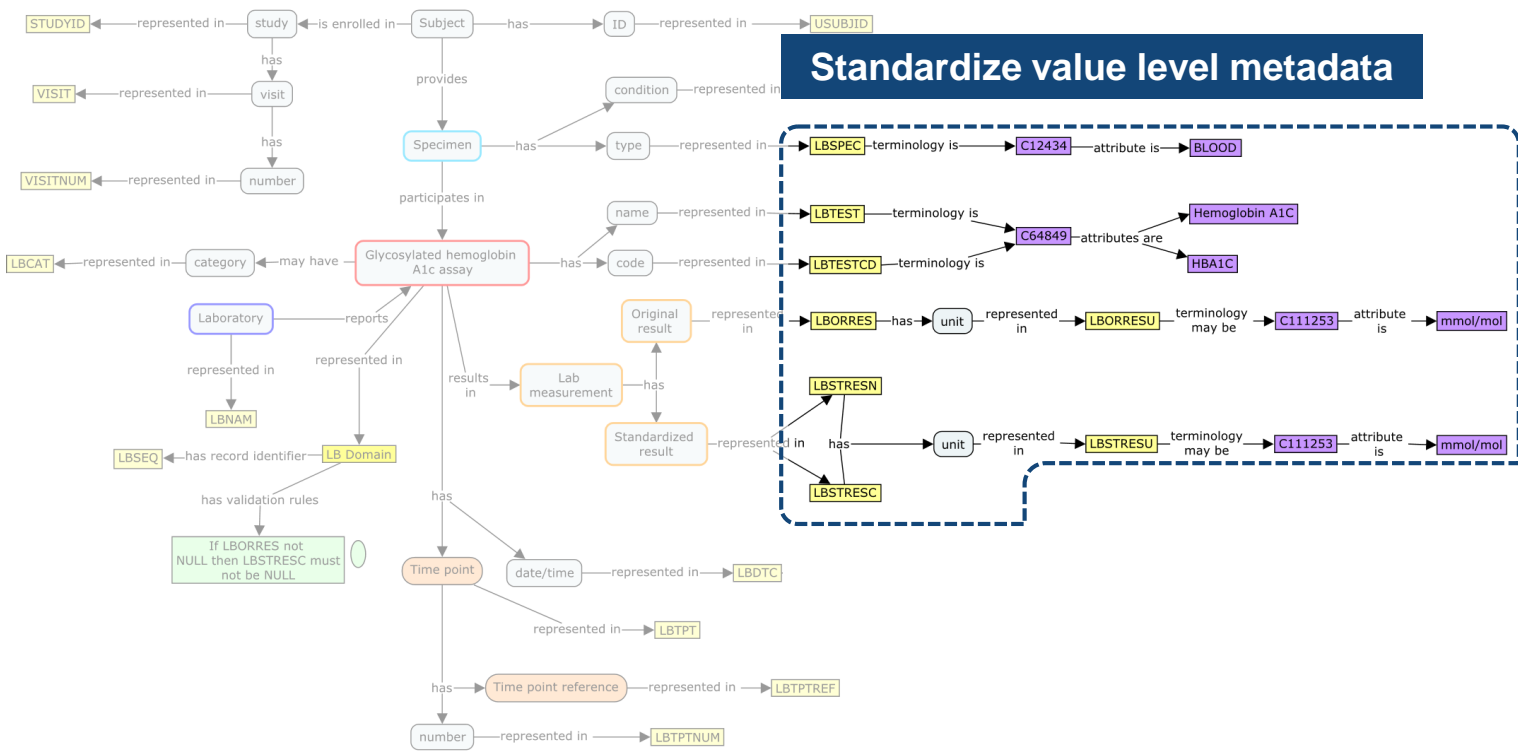 STUDYID represented in study is enrolled in Subject has ID represented in USUBJID
Standardize value level metadata
has
provides
VISIT represented in visit
condition represented in
has
Specimen has type represented in LBSPEC terminology is C12434 attribute is BLOOD
VISITNUM represented in number
participates in
name represented in LBTEST terminology is Hemoglobin A1C
C64849 attributes are
LBCAT represented in category may have Glycosylated hemoglobin
A1c assay
has code represented in LBTESTCD terminology is HBA1C
Laboratory reports
Original
result
represented
in
LBORRES has unit represented
in
LBORRESU terminology
may be
C111253 attribute
is
mmol/mol
represented in
represented in
results
in
Lab
measurement
has
LBSTRESN
LBNAM
Standardized
result
represented in has unit represented
in
LBSTRESU terminology
may be
C111253 attribute
is
mmol/mol
LBSEQ has record identifier LB Domain
LBSTRESC
has validation rules
has
If LBORRES not
NULL then LBSTRESC must
not be NULL
Time point date/time represented in LBDTC
represented in LBTPT
has Time point reference represented in LBTPTREF
number represented in LBTPTNUM